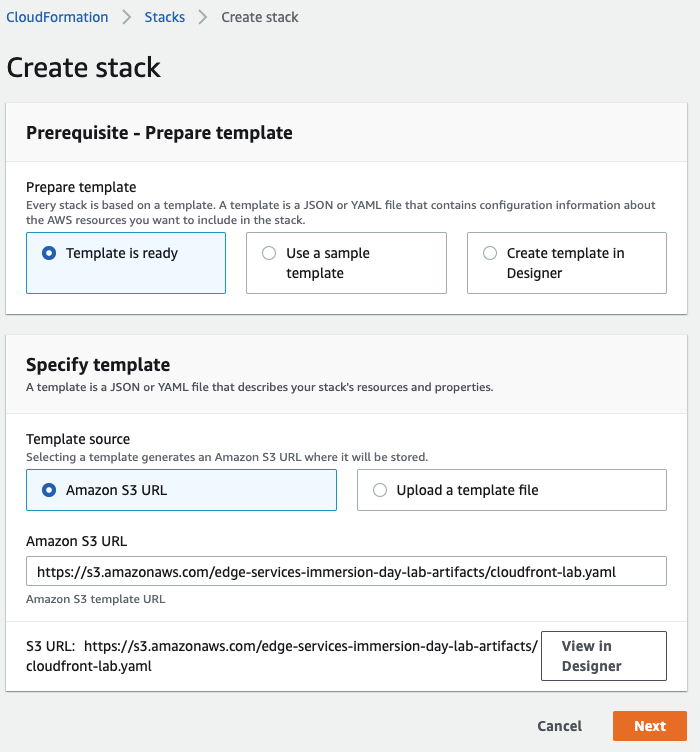 CloudFormation > Stacks > Create stack
Create stack
Prerequisite - Prepare template
Prepare template
Every stack is based on a template. A template is a JSON or YAML file that contains configuration information about
the AWS resources you want to include in the stack.
Template is ready
Use a sample
template
Create template in
Designer
Specify template
A template is a JSON or YAML file that describes your stack's resources and properties.
Template source
Selecting a template generates an Amazon S3 URL where it will be stored.
Amazon S3 URL
Upload a template file
Amazon S3 URL
https://s3.amazonaws.com/edge-services-immersion-day-lab-artifacts/cloudfront-lab.yaml
Amazon S3 template URL
S3 URL: https://s3.amazonaws.com/edge-services-immersion-day-lab-artifacts/
cloudfront-lab.yaml
View in
Designer
Cancel
Next